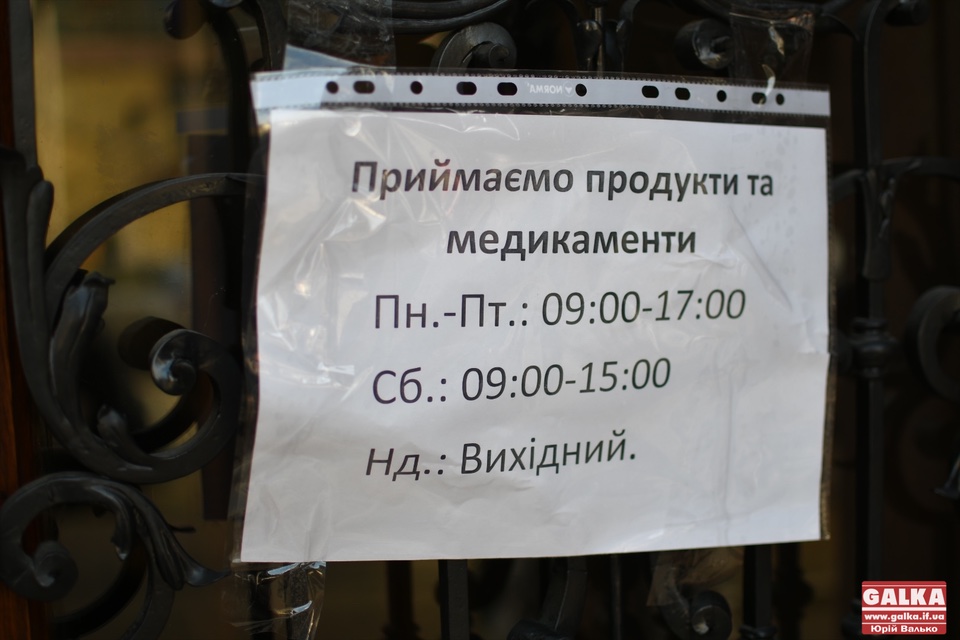 NORMA
Приймаємо продукти та
медикаменти
Пн.-Пт.: 09:00-17:00
Сб.: 09:00-15:00
Нд.: Вихідний.
GALKA
www.galka.if.ua
Юрій Валько